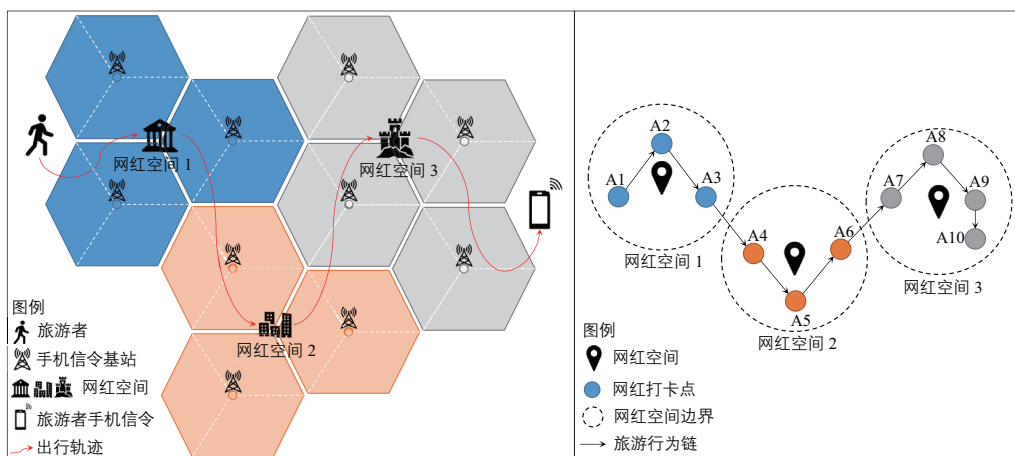 网红空间 1
网红空间 3
网红空间 2
图例
旅游者
手机信令基站
网红空间
旅游者手机信令
出行轨迹
A1
A2
A3
网红空间 1
A4
A5
A6
网红空间 2
A7
A8
A9
A10
网红空间 3
图例
网红空间
网红打卡点
网红空间边界
旅游行为链